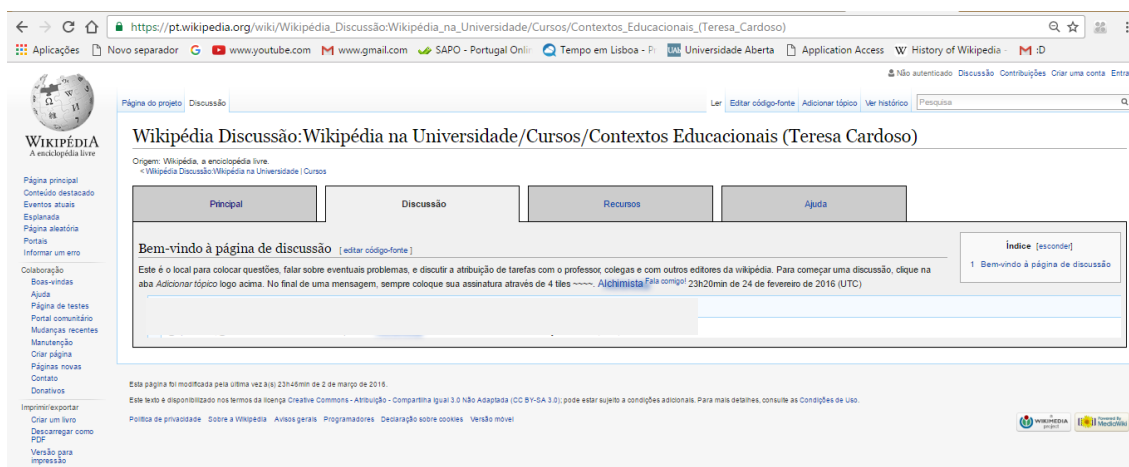 https://pt.wikipedia.org/wiki/Wikipédia_Discussão:Wikipédia_na_Universidade/Cursos/Contextos_Educacionais_(Teresa_Cardoso)
Aplicações Novo separador www.youtube.com www.gmail.com SAPO - Portugal Onlin Tempo em Lisboa - P Universidade Aberta Application Access History of Wikipedia - :D
Não autenticado Discussão Contribuições Criar uma conta Entra
Página do projeto Discussão Ler Editar código-fonte Adicionar tópico Ver histórico Pesquisa
WIKIPÉDIA
A enciclopédia livre
Página principal
Conteúdo destacado
Eventos atuais
Esplanada
Página aleatória
Portais
Informar um erro
Colaboração
Boas-vindas
Ajuda
Página de testes
Portal comunitário
Mudanças recentes
Manutenção
Criar página
Páginas novas
Contato
Donativos
Imprimir/exportar
Criar um livro
Descarregar como
PDF
Versão para
impressão
Wikipédia Discussão:Wikipédia na Universidade/Cursos/Contextos Educacionais (Teresa Cardoso)
Origem: Wikipédia, a enciclopédia livre.
< Wikipédia Discussão:Wikipédia na Universidade | Cursos
Principal Discussão Recursos Ajuda
Bem-vindo à página de discussão [ editar código-fonte ]
Este é o local para colocar questões, falar sobre eventuais problemas, e discutir a atribuição de tarefas com o professor, colegas e com outros editores da wikipédia. Para começar uma discussão, clique na
aba Adicionar tópico logo acima. No final de uma mensagem, sempre coloque sua assinatura através de 4 tiles ~~~~. Alchimista Fala comigo! 23h20min de 24 de fevereiro de 2016 (UTC)
Índice [esconder]
1 Bem-vindo à página de discussão
Esta página foi modificada pela última vez à(s) 23h46min de 2 de março de 2016.
Este texto é disponibilizado nos termos da licença Creative Commons - Atribuição - Compartilha Igual 3.0 Não Adaptada (CC BY-SA 3.0); pode estar sujeito a condições adicionais. Para mais detalhes, consulte as Condições de Uso.
Política de privacidade Sobre a Wikipédia Avisos gerais Programadores Declaração sobre cookies Versão móvel
A WIKIMEDIA project Powered By MediaWiki